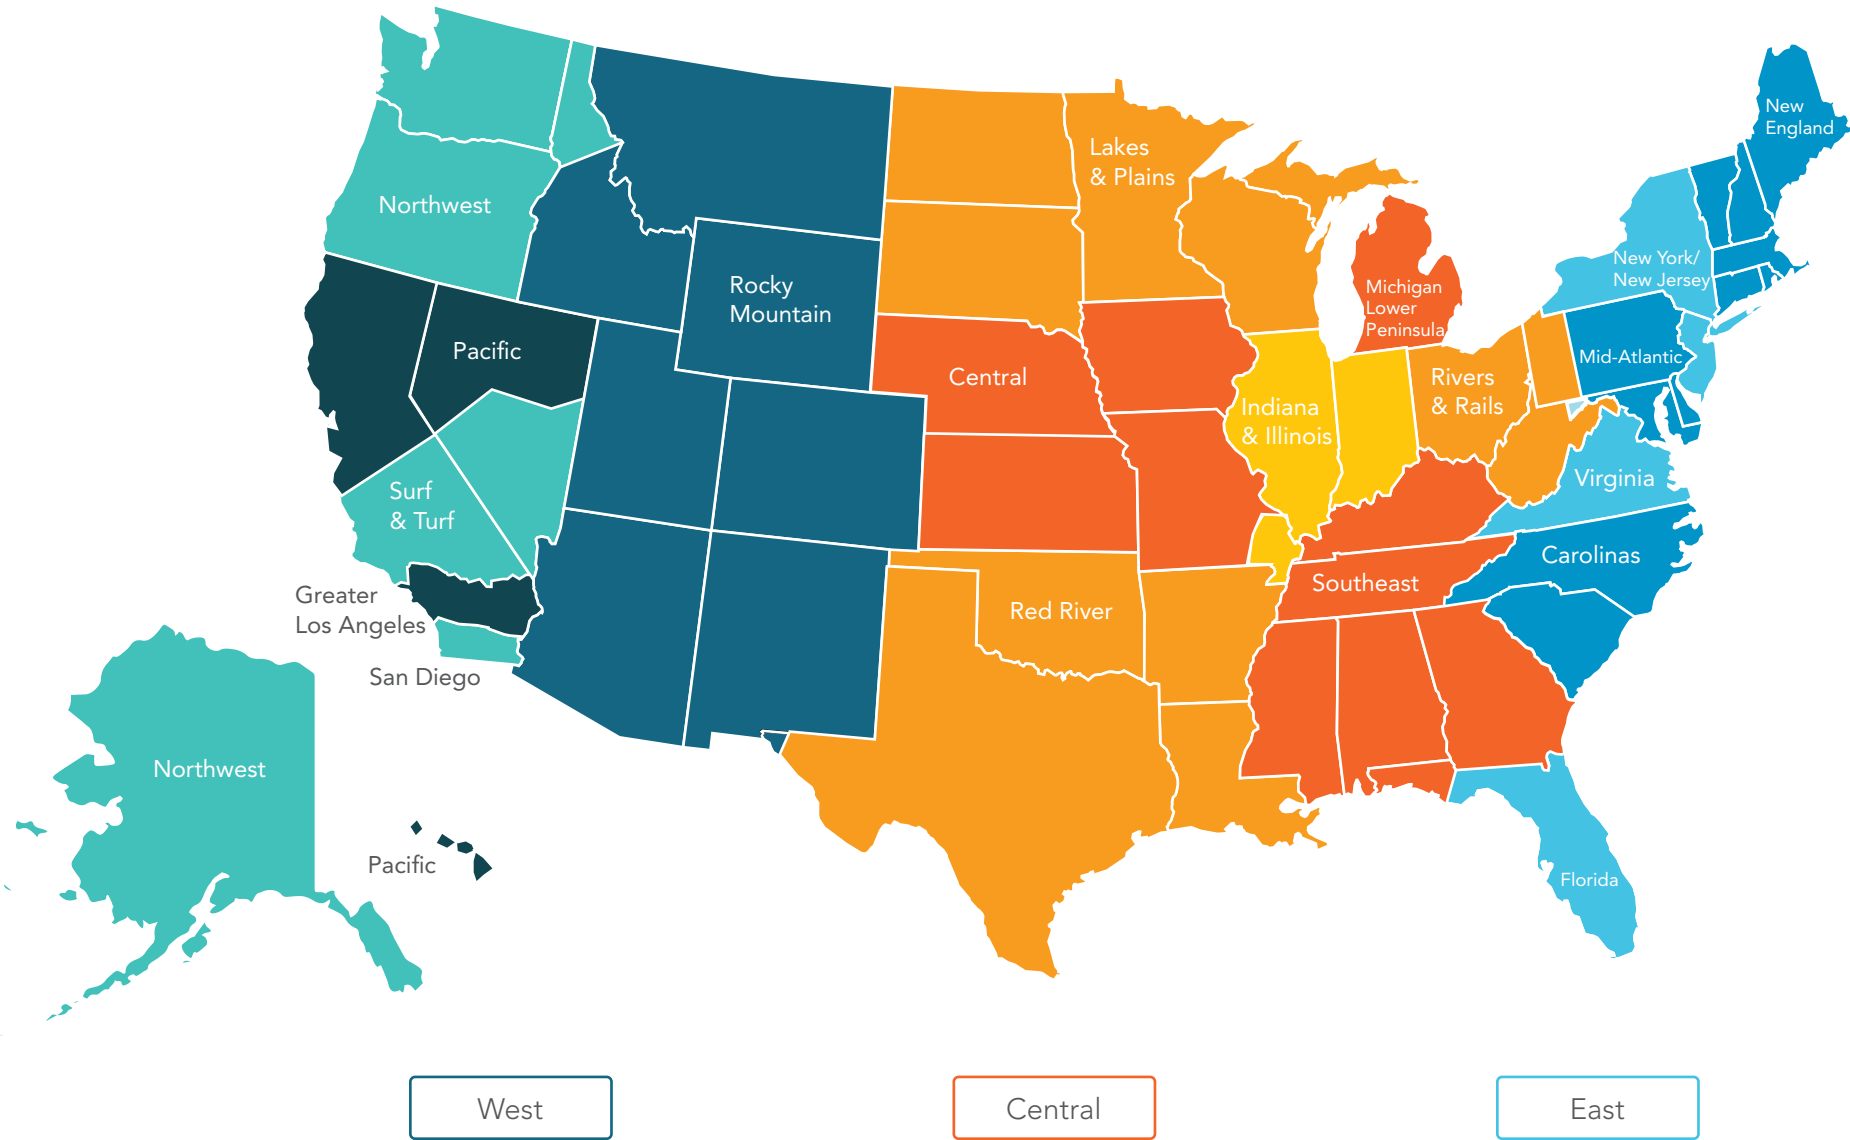 New
England
Lakes
& Plains
Northwest
New York/
New Jersey
Rocky
Mountain
Michigan
Lower
Peninsula
Pacific
Mid-Atlantic
Central
Rivers
& Rails
Indiana
& Illinois
Virginia
Surf
& Turf
Carolinas
Southeast
Greater
Los Angeles
Red River
San Diego
Northwest
Pacific
Florida
West
Central
East